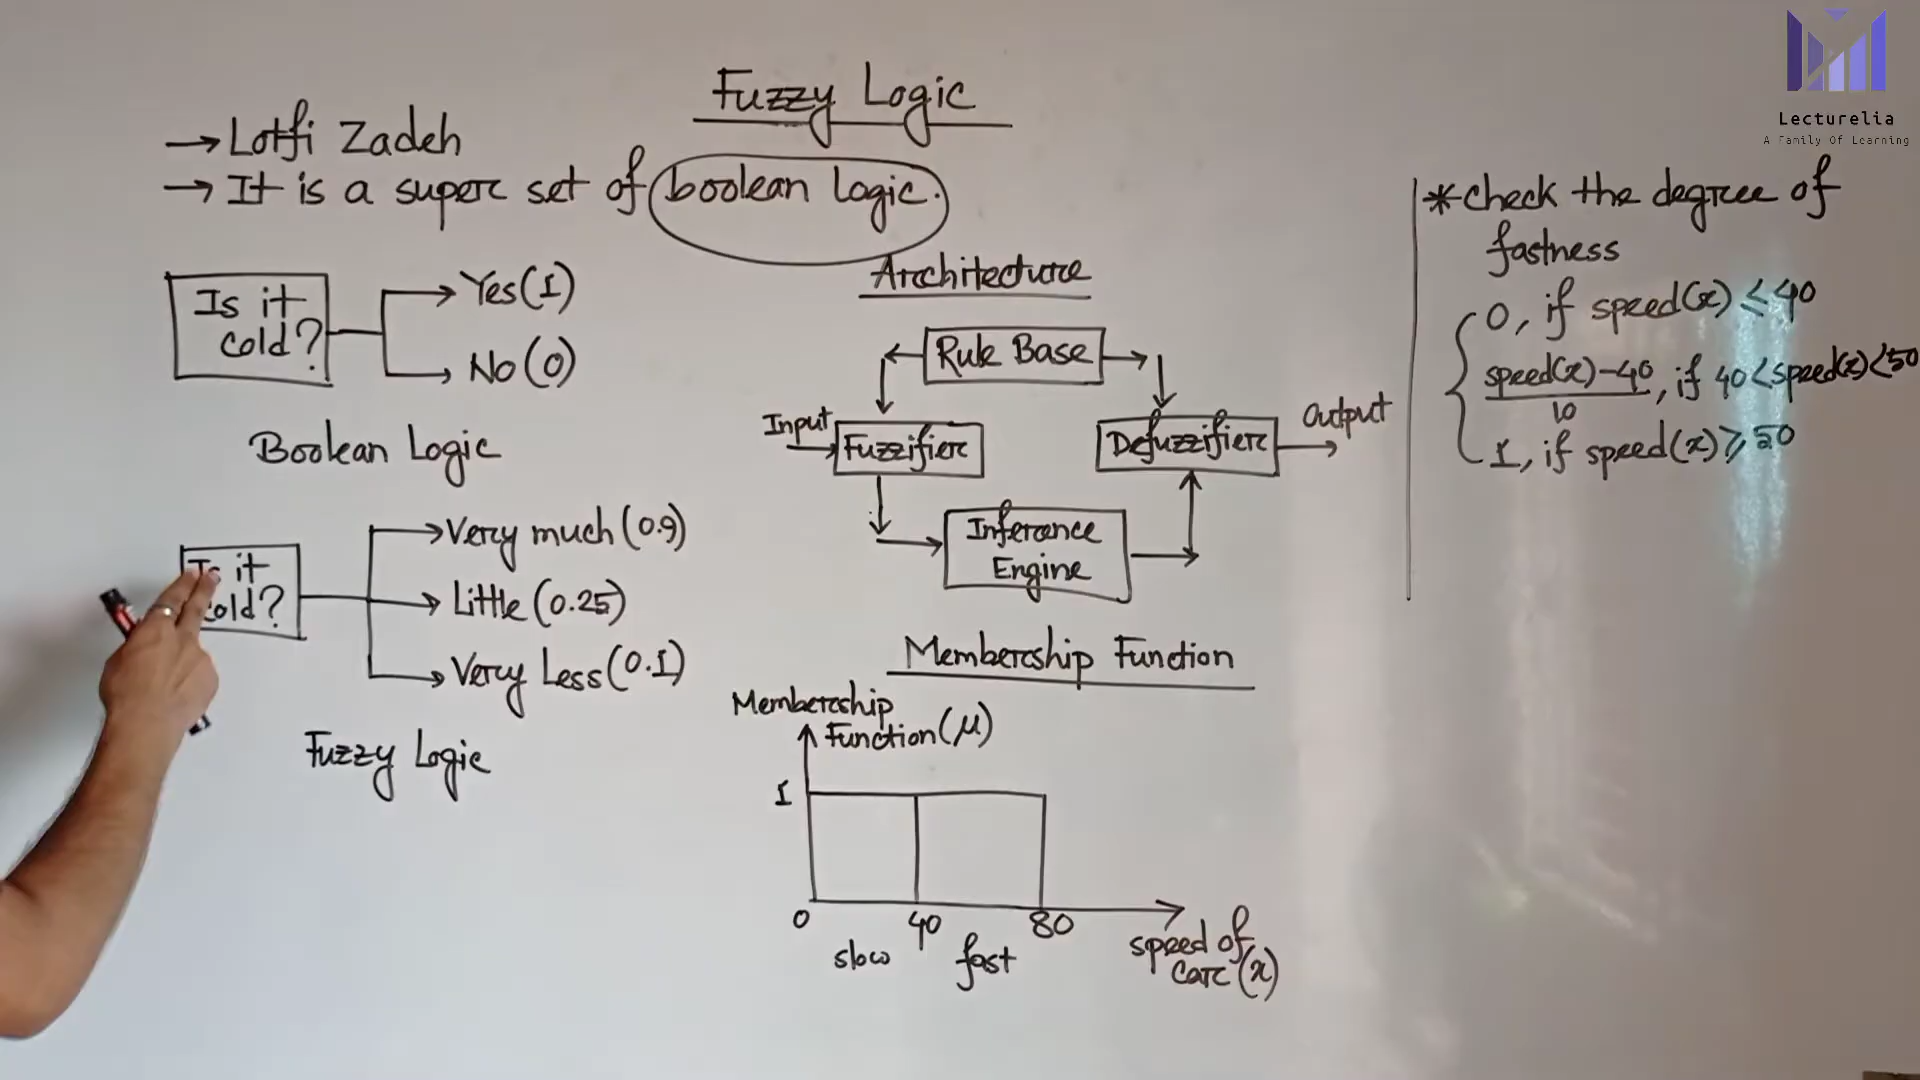 Fuzzy Logic
→ Lotfi Zadeh
→ It is a super set of boolean logic.
Is it
cold?
Yes(1)
No(0)
Boolean Logic
Is it
cold?
Very much(0.9)
Little(0.25)
Very Less(0.1)
Fuzzy Logic
Architecture
Rule Base
Input
Fuzzifier
Defuzzifier
Output
Inference
Engine
Membership Function
Membership
Function(μ)
1
0
40
80
slow
fast
speed of
car(x)
*check the degree of
fastness
0, if speed(x) ≤ 40
speed(x)-40, if 40<speed(x)<50
10
1, if speed(x) ≥ 50
Lecturelia
A Family Of Learning